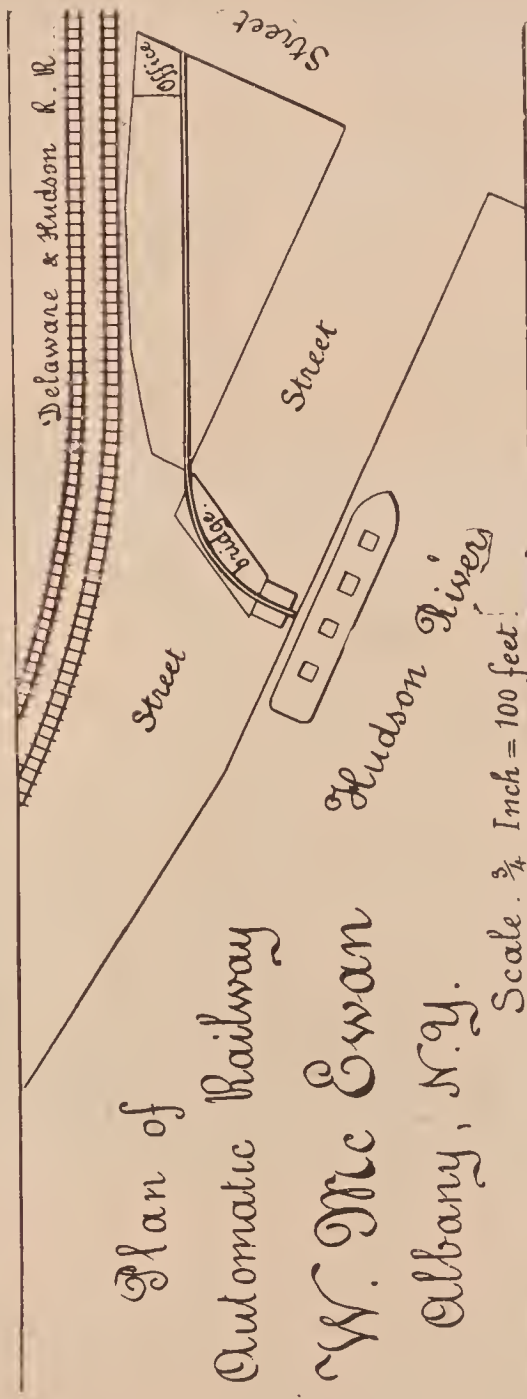 Delaware & Hudson R. R.
Office
Street
Street
bridge.
Street
Hudson River
Plan of
Automatic Railway
W. Mc Ewan
Albany, N.Y.
Scale. ¾ Inch = 100 feet.